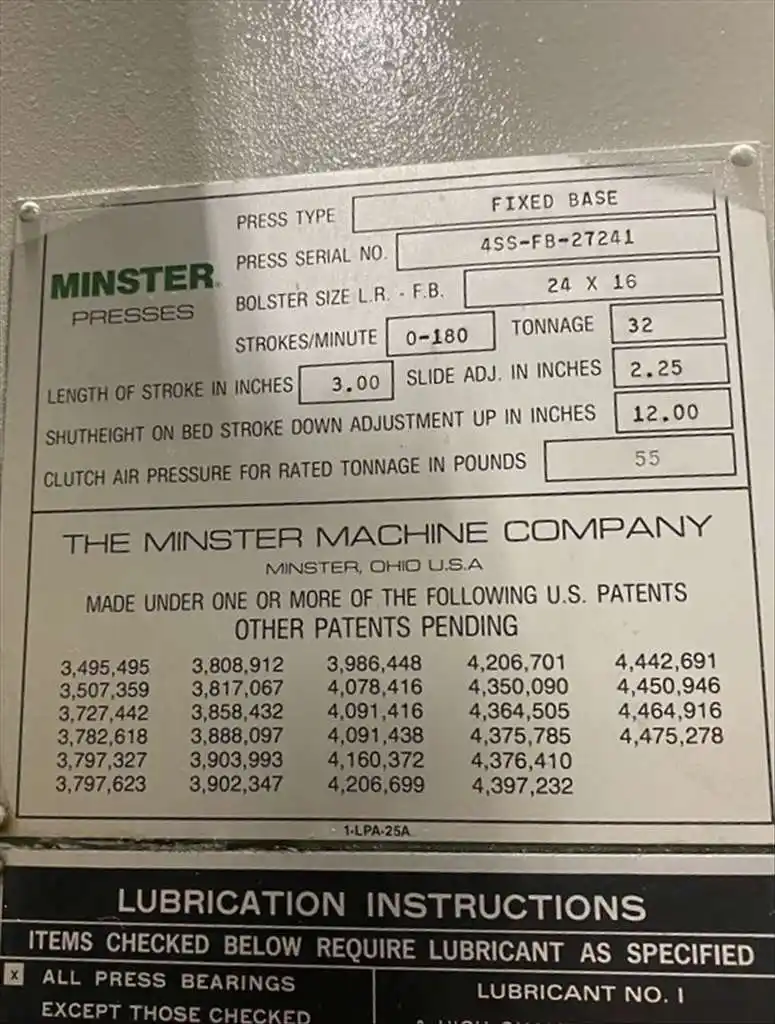 PRESS TYPE FIXED BASE
PRESS SERIAL NO. 4SS-FB-27241
MINSTER
PRESSES
BOLSTER SIZE L.R. - F.B. 24 X 16
STROKES/MINUTE 0-180 TONNAGE 32
LENGTH OF STROKE IN INCHES 3.00 SLIDE ADJ. IN INCHES 2.25
SHUTHEIGHT ON BED STROKE DOWN ADJUSTMENT UP IN INCHES 12.00
CLUTCH AIR PRESSURE FOR RATED TONNAGE IN POUNDS 55
THE MINSTER MACHINE COMPANY
MINSTER, OHIO U.S.A
MADE UNDER ONE OR MORE OF THE FOLLOWING U.S. PATENTS
OTHER PATENTS PENDING
3,495,495 3,808,912 3,986,448 4,206,701 4,442,691
3,507,359 3,817,067 4,078,416 4,350,090 4,450,946
3,727,442 3,858,432 4,091,416 4,364,505 4,464,916
3,782,618 3,888,097 4,091,438 4,375,785 4,475,278
3,797,327 3,903,993 4,160,372 4,376,410
3,797,623 3,902,347 4,206,699 4,397,232
1-LPA-25A
LUBRICATION INSTRUCTIONS
ITEMS CHECKED BELOW REQUIRE LUBRICANT AS SPECIFIED
X ALL PRESS BEARINGS
EXCEPT THOSE CHECKED
LUBRICANT NO. 1